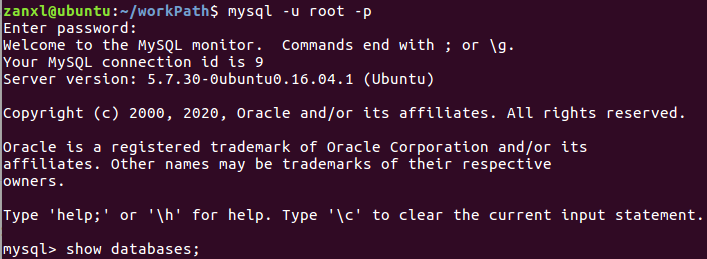 zanxl@ubuntu:~/workPath$ mysql -u root -p
Enter password:
Welcome to the MySQL monitor.  Commands end with ; or \g.
Your MySQL connection id is 9
Server version: 5.7.30-0ubuntu0.16.04.1 (Ubuntu)
Copyright (c) 2000, 2020, Oracle and/or its affiliates. All rights reserved.
Oracle is a registered trademark of Oracle Corporation and/or its
affiliates. Other names may be trademarks of their respective
owners.
Type 'help;' or '\h' for help. Type '\c' to clear the current input statement.
mysql> show databases;